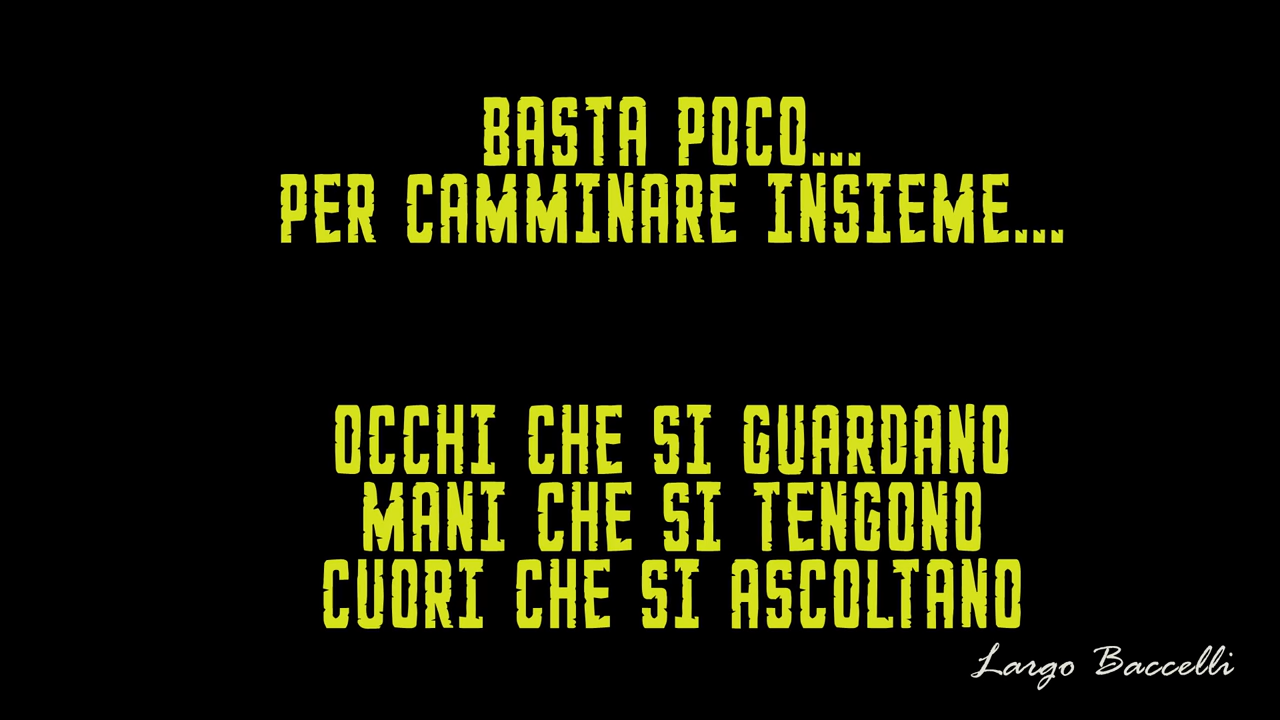 BASTA POCO...
PER CAMMINARE INSIEME...
OCCHI CHE SI GUARDANO
MANI CHE SI TENGONO
CUORI CHE SI ASCOLTANO
Largo Baccelli